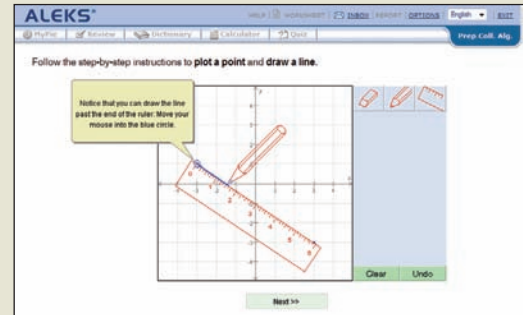 ALEKS®
HELP | WORKSHEET | INBOX | REPORT | OPTIONS | English
MyPie | Review | Dictionary | Calculator | Quiz
Prep Coll. Alg.
Follow the step-by-step instructions to plot a point and draw a line.
Notice that you can draw the line
past the end of the ruler: Move your
mouse into the blue circle.
Clear Undo
Next >>